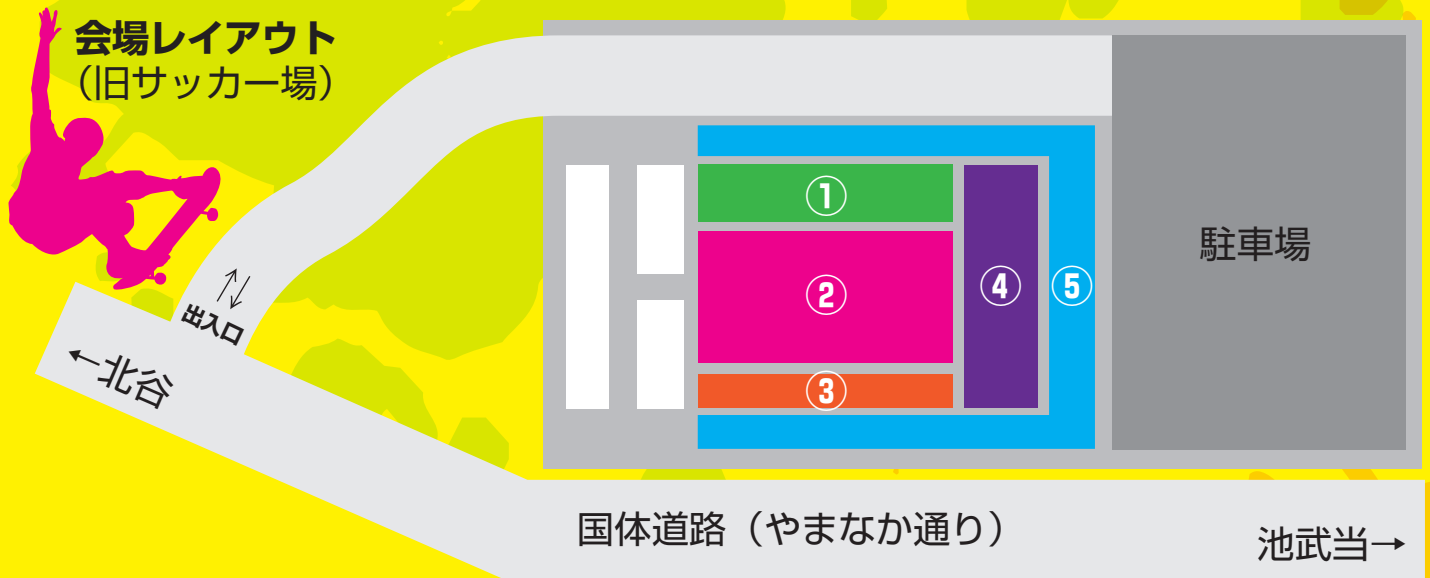 会場レイアウト
（旧サッカー場）
①
②
③
④
⑤
駐車場
出入口
←北谷
国体道路（やまなか通り）
池武当→